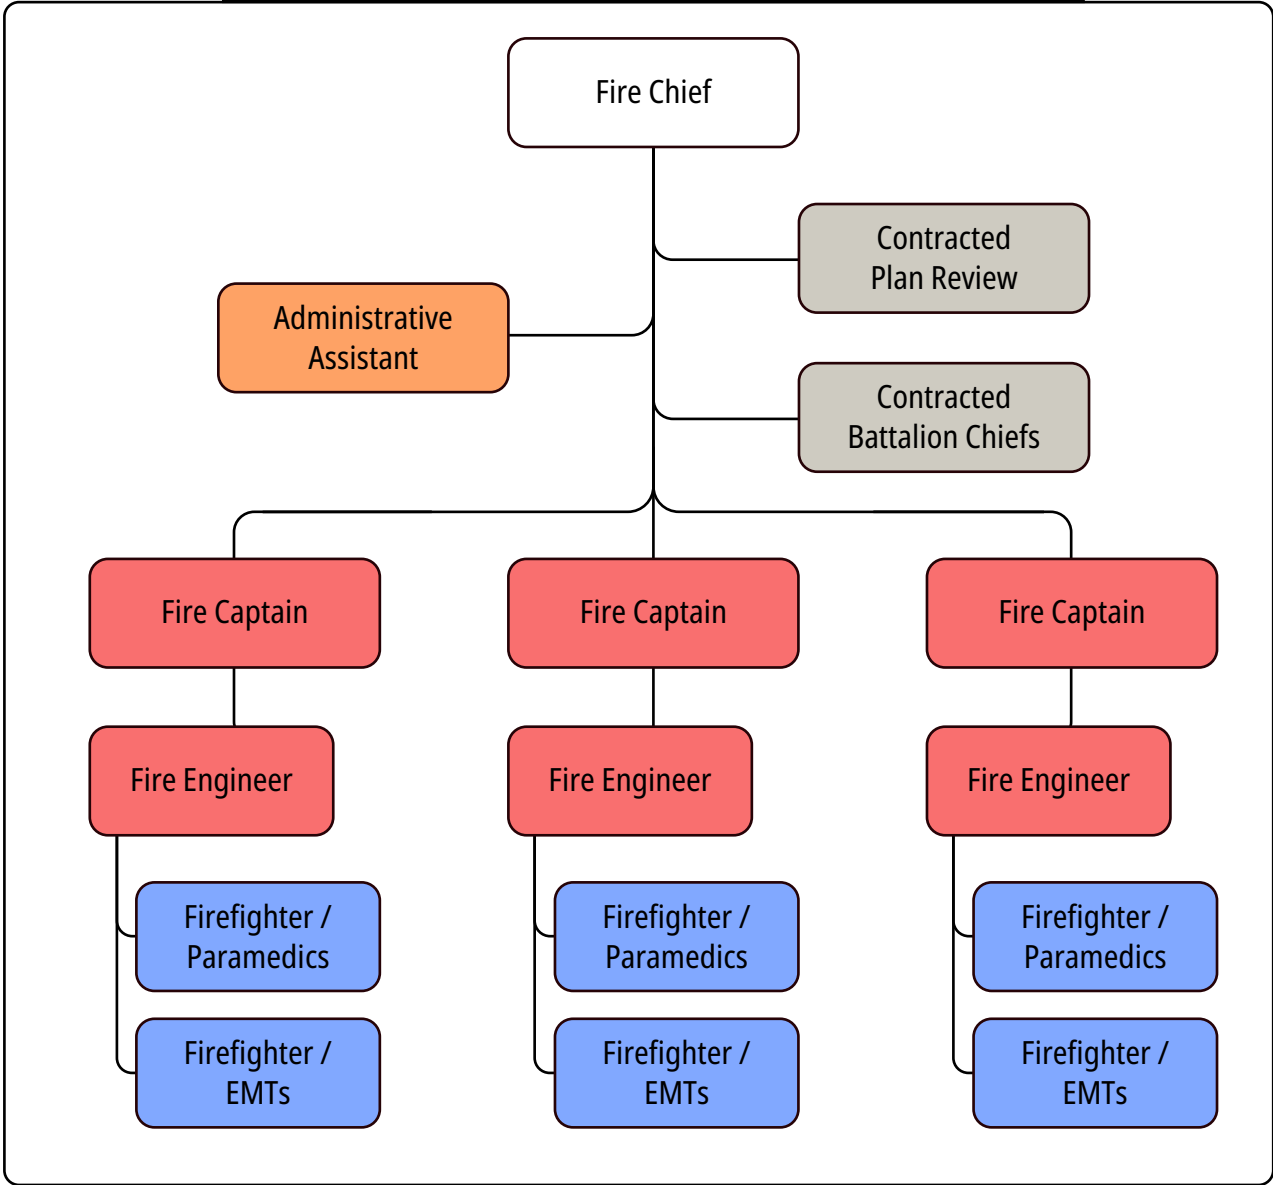 Fire Chief
Contracted
Plan Review
Administrative
Assistant
Contracted
Battalion Chiefs
Fire Captain
Fire Captain
Fire Captain
Fire Engineer
Fire Engineer
Fire Engineer
Firefighter /
Paramedics
Firefighter /
Paramedics
Firefighter /
Paramedics
Firefighter /
EMTs
Firefighter /
EMTs
Firefighter /
EMTs